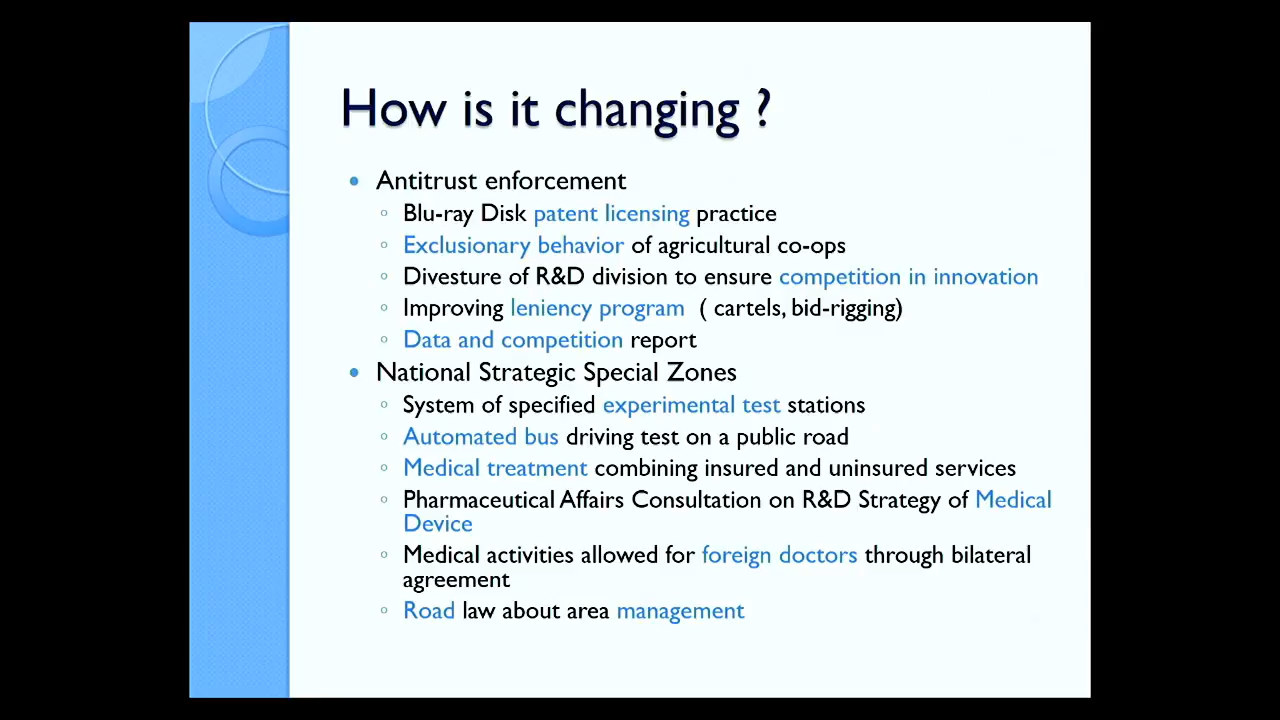 How is it changing ?
• Antitrust enforcement
◦ Blu-ray Disk patent licensing practice
◦ Exclusionary behavior of agricultural co-ops
◦ Divesture of R&D division to ensure competition in innovation
◦ Improving leniency program ( cartels, bid-rigging)
◦ Data and competition report
• National Strategic Special Zones
◦ System of specified experimental test stations
◦ Automated bus driving test on a public road
◦ Medical treatment combining insured and uninsured services
◦ Pharmaceutical Affairs Consultation on R&D Strategy of Medical
Device
◦ Medical activities allowed for foreign doctors through bilateral
agreement
◦ Road law about area management